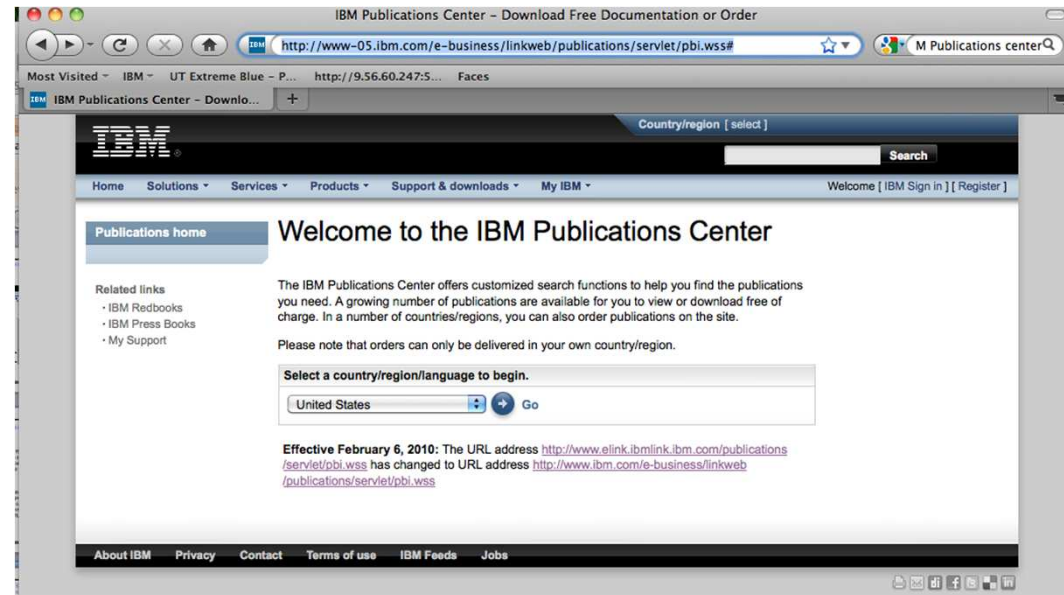 IBM Publications Center – Download Free Documentation or Order
http://www-05.ibm.com/e-business/linkweb/publications/servlet/pbi.wss#
M Publications center
Most Visited IBM UT Extreme Blue – P... http://9.56.60.247:5... Faces
IBM Publications Center – Downlo... +
Country/region [ select ]
IBM
Search
Home Solutions Services Products Support & downloads My IBM Welcome [ IBM Sign in ] [ Register ]
Publications home
Welcome to the IBM Publications Center
Related links
· IBM Redbooks
· IBM Press Books
· My Support
The IBM Publications Center offers customized search functions to help you find the publications
you need. A growing number of publications are available for you to view or download free of
charge. In a number of countries/regions, you can also order publications on the site.
Please note that orders can only be delivered in your own country/region.
Select a country/region/language to begin.
United States Go
Effective February 6, 2010: The URL address http://www.elink.ibmlink.ibm.com/publications
/servlet/pbi.wss has changed to URL address http://www.ibm.com/e-business/linkweb
/publications/servlet/pbi.wss
About IBM Privacy Contact Terms of use IBM Feeds Jobs